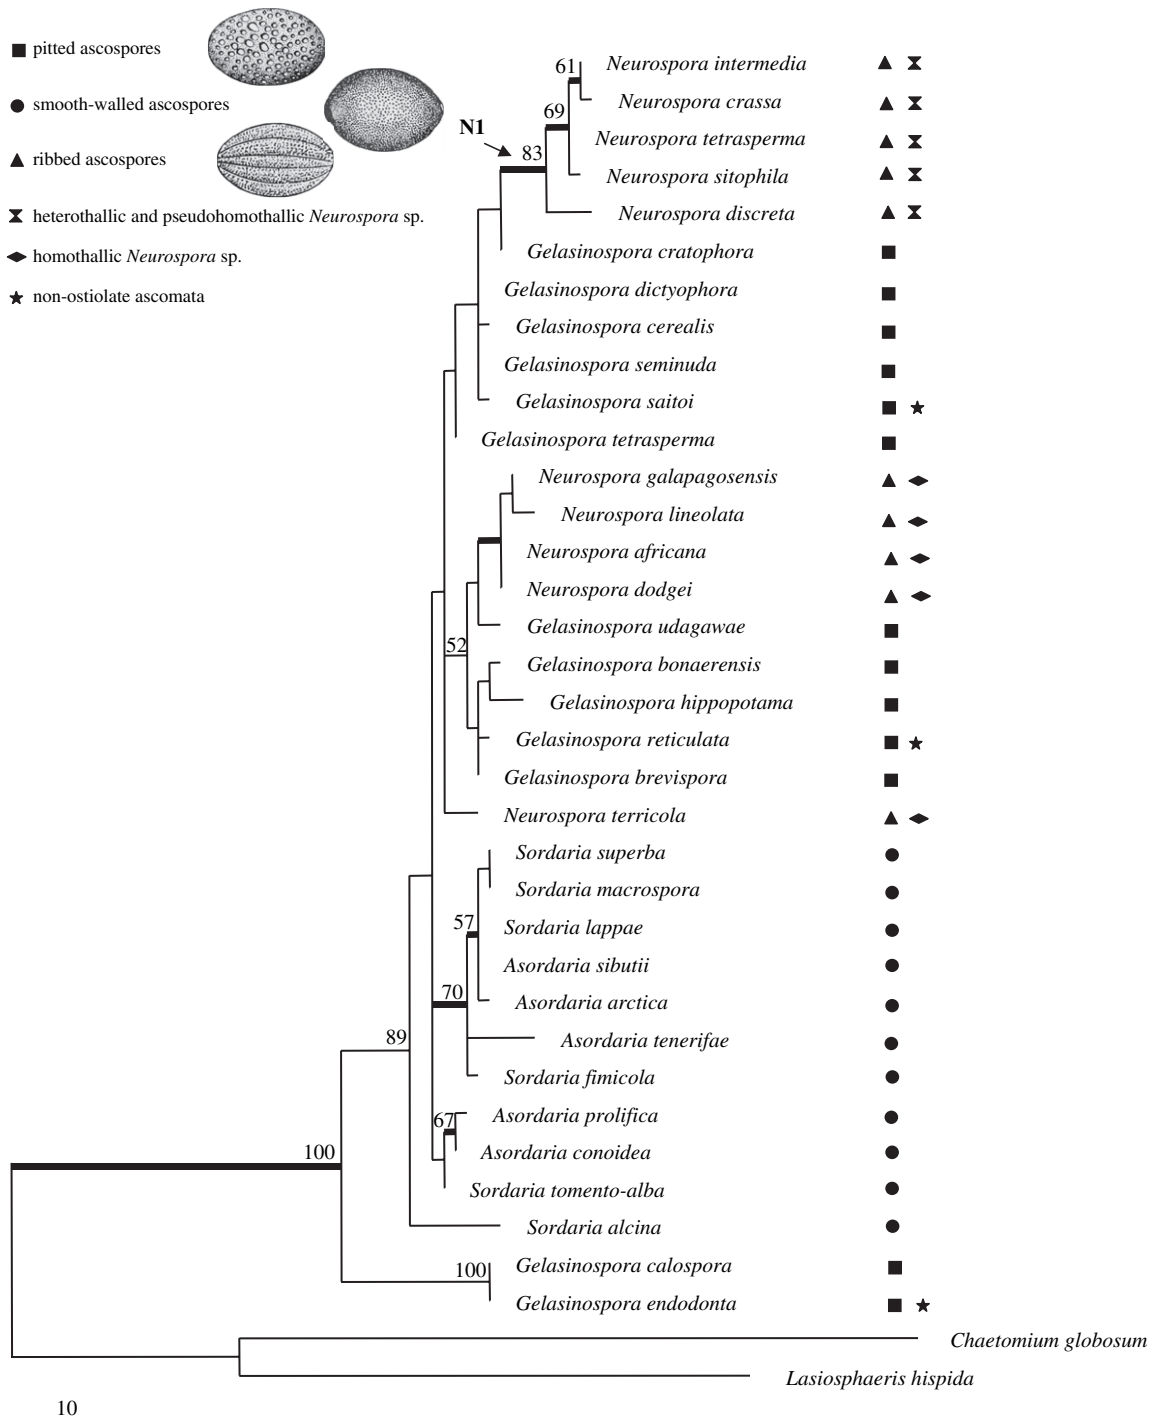 pitted ascospores
smooth-walled ascospores
ribbed ascospores
heterothallic and pseudohomothallic Neurospora sp.
homothallic Neurospora sp.
non-ostiolate ascomata
61
Neurospora intermedia
Neurospora crassa
69
Neurospora tetrasperma
N1
83
Neurospora sitophila
Neurospora discreta
Gelasinospora cratophora
Gelasinospora dictyophora
Gelasinospora cerealis
Gelasinospora seminuda
Gelasinospora saitoi
Gelasinospora tetrasperma
Neurospora galapagosensis
Neurospora lineolata
Neurospora africana
Neurospora dodgei
Gelasinospora udagawae
52
Gelasinospora bonaerensis
Gelasinospora hippopotama
Gelasinospora reticulata
Gelasinospora brevispora
Neurospora terricola
Sordaria superba
Sordaria macrospora
57
Sordaria lappae
Asordaria sibutii
70
Asordaria arctica
89
Asordaria tenerifae
Sordaria fimicola
67
Asordaria prolifica
100
Asordaria conoidea
Sordaria tomento-alba
Sordaria alcina
100
Gelasinospora calospora
Gelasinospora endodonta
Chaetomium globosum
Lasiosphaeris hispida
10